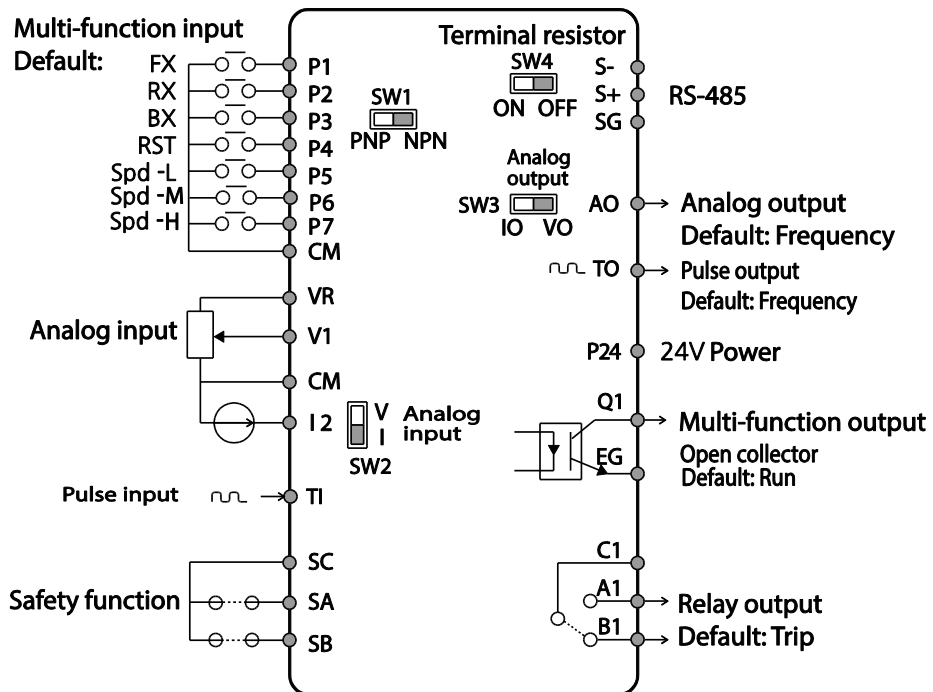 Multi-function input
Default:
FX
P1
RX
P2
BX
P3
RST
P4
Spd -L
P5
Spd -M
P6
Spd -H
P7
CM
SW1
PNP NPN
Terminal resistor
SW4
ON OFF
S-
S+
SG
RS-485
Analog
output
SW3
IO VO
AO
Analog output
Default: Frequency
TO
Pulse output
Default: Frequency
VR
Analog input
V1
CM
I 2
V
I
SW2
Analog
input
P24
24V Power
Q1
EG
Multi-function output
Open collector
Default: Run
Pulse input
TI
Safety function
SC
SA
SB
C1
A1
B1
Relay output
Default: Trip